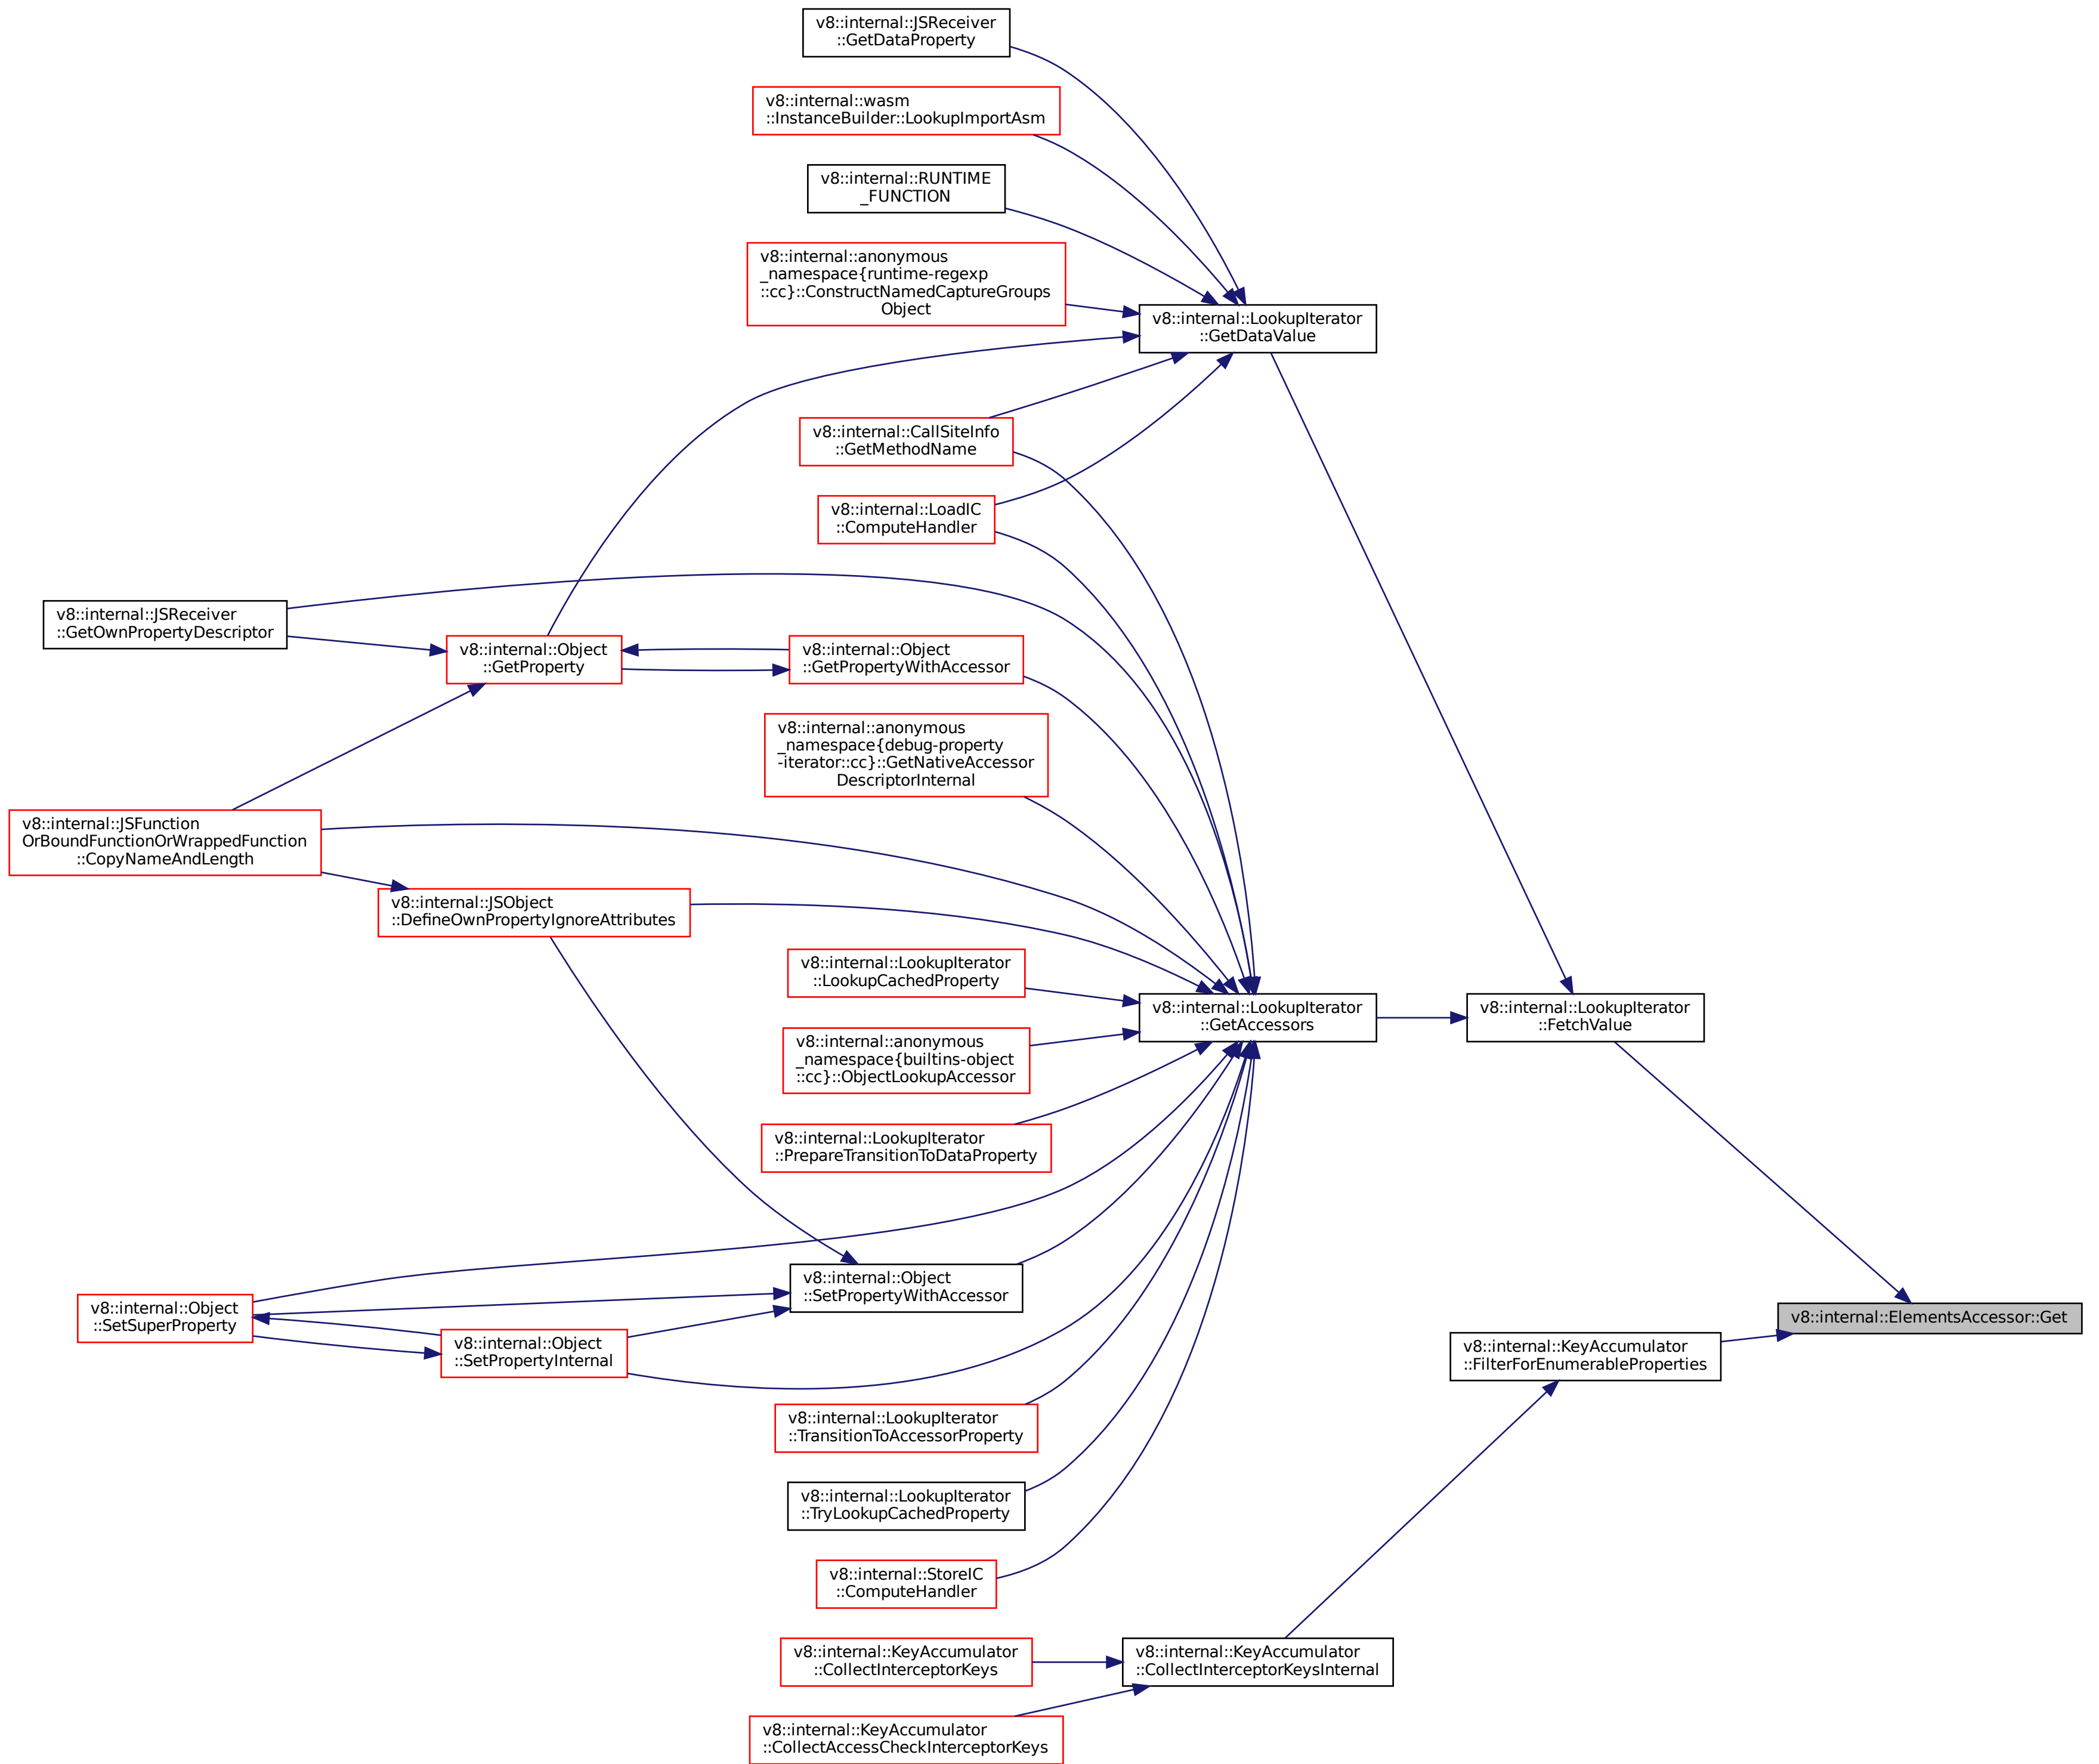 v8::internal::JSReceiver
::GetDataProperty
v8::internal::wasm
::InstanceBuilder::LookupImportAsm
v8::internal::RUNTIME
_FUNCTION
v8::internal::anonymous
_namespace{runtime-regexp
::cc}::ConstructNamedCaptureGroups
Object
v8::internal::LookupIterator
::GetDataValue
v8::internal::CallSiteInfo
::GetMethodName
v8::internal::LoadIC
::ComputeHandler
v8::internal::JSReceiver
::GetOwnPropertyDescriptor
v8::internal::Object
::GetProperty
v8::internal::Object
::GetPropertyWithAccessor
v8::internal::anonymous
_namespace{debug-property
-iterator::cc}::GetNativeAccessor
DescriptorInternal
v8::internal::JSFunction
OrBoundFunctionOrWrappedFunction
::CopyNameAndLength
v8::internal::JSObject
::DefineOwnPropertyIgnoreAttributes
v8::internal::LookupIterator
::LookupCachedProperty
v8::internal::LookupIterator
::GetAccessors
v8::internal::LookupIterator
::FetchValue
v8::internal::anonymous
_namespace{builtins-object
::cc}::ObjectLookupAccessor
v8::internal::LookupIterator
::PrepareTransitionToDataProperty
v8::internal::Object
::SetPropertyWithAccessor
v8::internal::Object
::SetSuperProperty
v8::internal::ElementsAccessor::Get
v8::internal::Object
::SetPropertyInternal
v8::internal::KeyAccumulator
::FilterForEnumerableProperties
v8::internal::LookupIterator
::TransitionToAccessorProperty
v8::internal::LookupIterator
::TryLookupCachedProperty
v8::internal::StoreIC
::ComputeHandler
v8::internal::KeyAccumulator
::CollectInterceptorKeys
v8::internal::KeyAccumulator
::CollectInterceptorKeysInternal
v8::internal::KeyAccumulator
::CollectAccessCheckInterceptorKeys